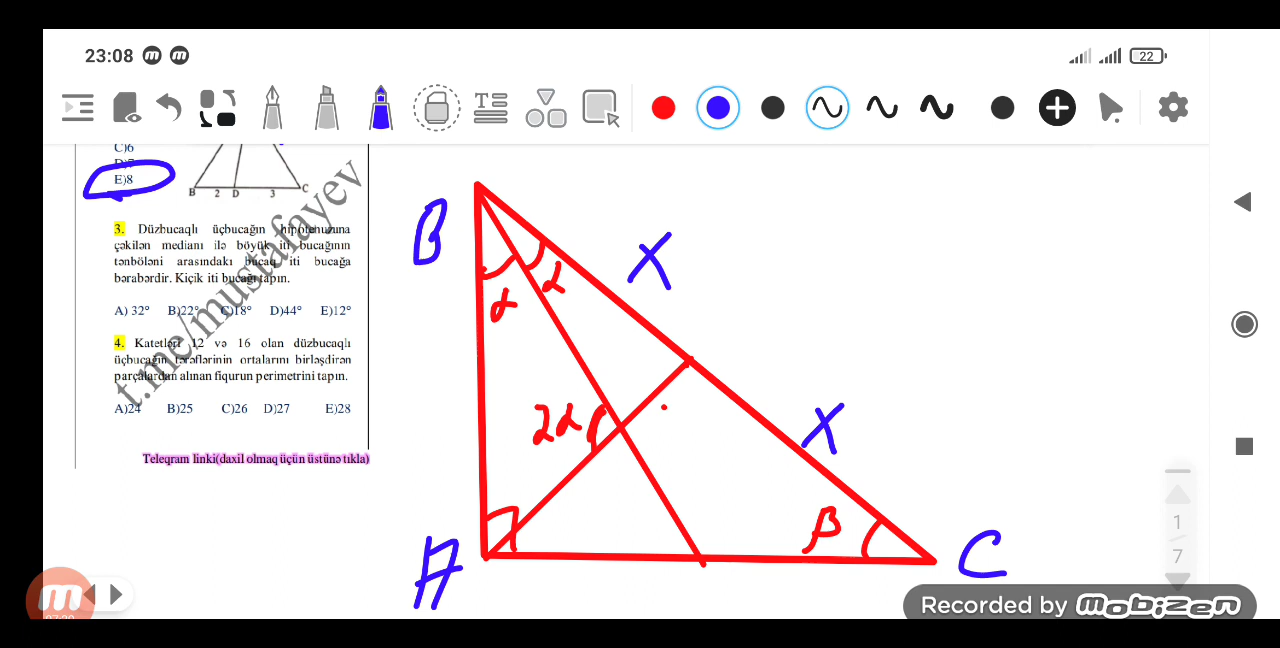 23:08
22
C)6
D)7
E)8
B 2 D 3 C
3. Düzbucaqlı üçbucağın hipotenuzuna
çəkilən medianı ilə böyük iti bucağının
tənböləni arasındakı bucaq iti bucağa
bərabərdir. Kiçik iti bucağı tapın.
A) 32° B)22° C)18° D)44° E)12°
4. Katetləri 12 və 16 olan düzbucaqlı
üçbucağın tərəflərinin ortalarını birləşdirən
parçalardan alınan fiqurun perimetrini tapın.
A)24 B)25 C)26 D)27 E)28
Teleqram linki(daxil olmaq üçün üstünə tıkla)
t.me/mustafayev
B
X
α
α
2α
X
β
A
C
1
7
Recorded by mobizen